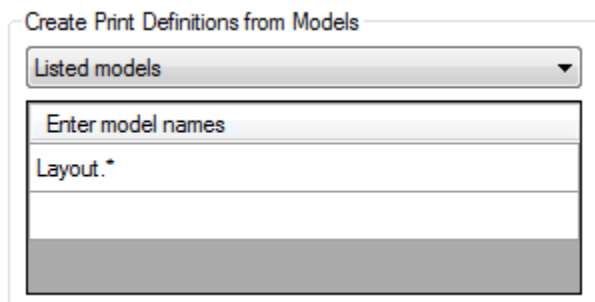 Create Print Definitions from Models
Listed models
Enter model names
Layout.*